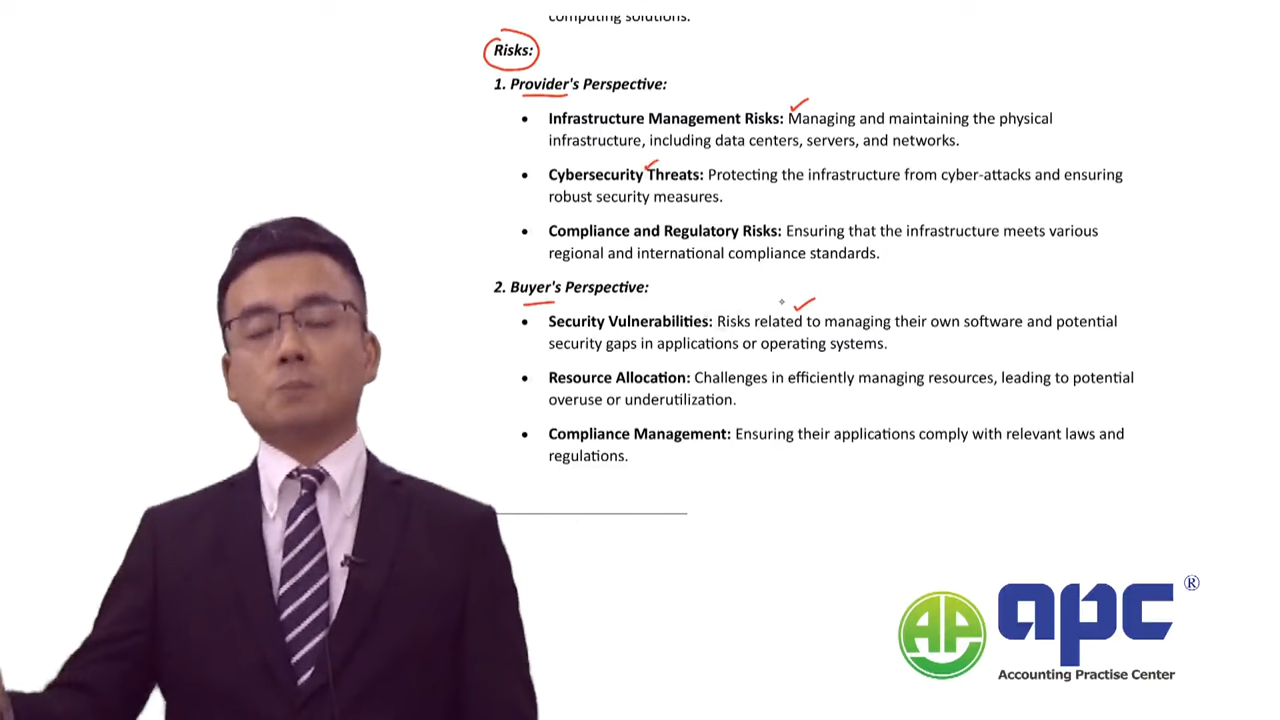 computing solutions.
Risks:
1. Provider's Perspective:
• Infrastructure Management Risks: Managing and maintaining the physical
infrastructure, including data centers, servers, and networks.
• Cybersecurity Threats: Protecting the infrastructure from cyber-attacks and ensuring
robust security measures.
• Compliance and Regulatory Risks: Ensuring that the infrastructure meets various
regional and international compliance standards.
2. Buyer's Perspective:
• Security Vulnerabilities: Risks related to managing their own software and potential
security gaps in applications or operating systems.
• Resource Allocation: Challenges in efficiently managing resources, leading to potential
overuse or underutilization.
• Compliance Management: Ensuring their applications comply with relevant laws and
regulations.
AP
apc®
Accounting Practise Center